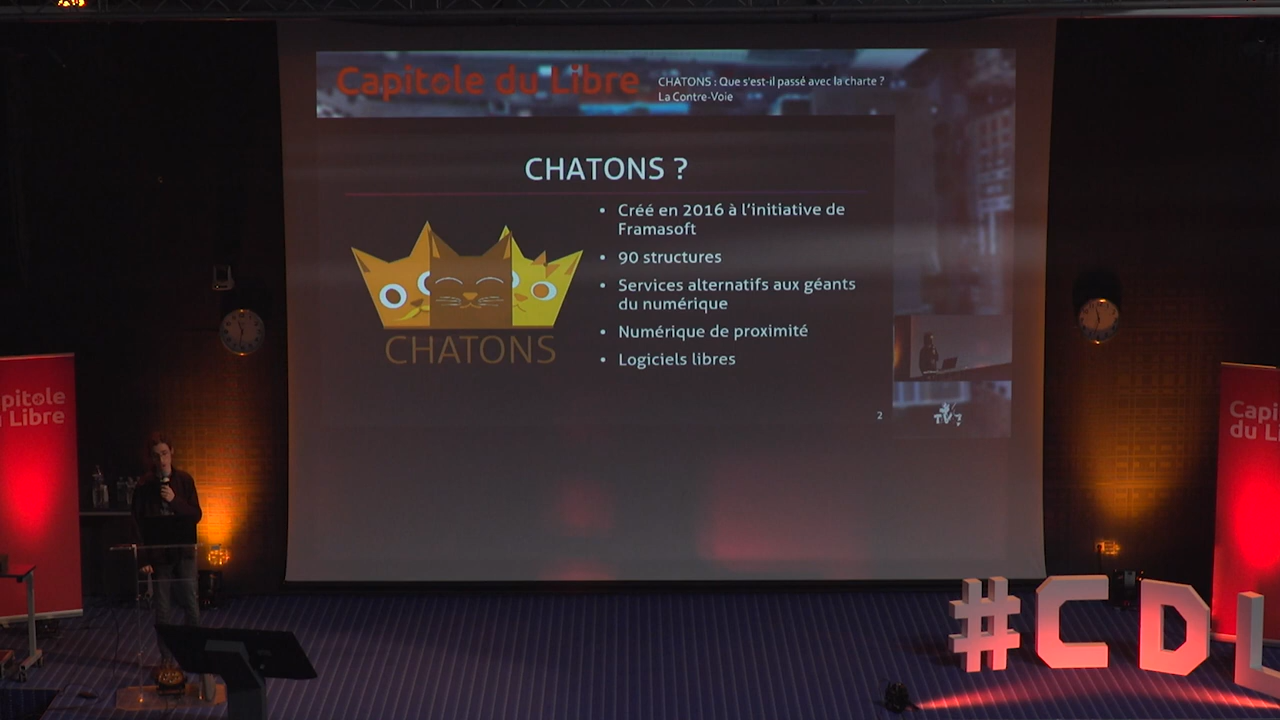 Capitole du Libre
CHATONS : Que s'est-il passé avec la charte ?
La Contre-Voie
CHATONS ?
• Créé en 2016 à l'initiative de
Framasoft
• 90 structures
• Services alternatifs aux géants
du numérique
• Numérique de proximité
• Logiciels libres
CHATONS
2
pitole
u Libre
Capi
du Li
#CDL